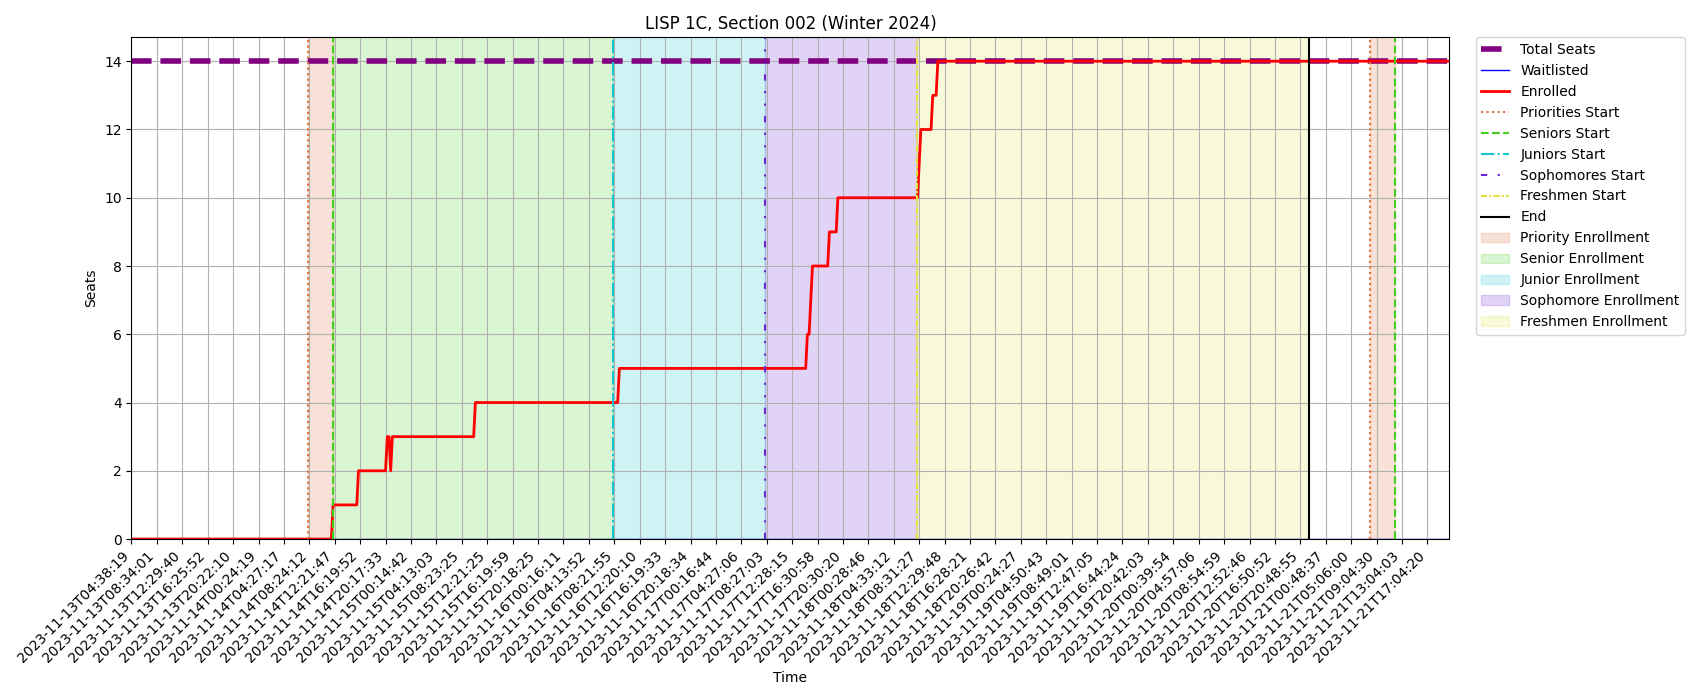 LISP 1C, Section 002 (Winter 2024)
14
12
10
8
6
4
2
0
Seats
2023-11-13T04:38:19
2023-11-13T08:34:01
2023-11-13T12:29:40
2023-11-13T16:25:52
2023-11-13T20:22:10
2023-11-14T00:24:19
2023-11-14T04:27:17
2023-11-14T08:24:12
2023-11-14T12:21:47
2023-11-14T16:19:52
2023-11-14T20:17:33
2023-11-15T00:14:42
2023-11-15T04:13:03
2023-11-15T08:23:25
2023-11-15T12:21:25
2023-11-15T16:19:59
2023-11-15T20:18:25
2023-11-16T00:16:11
2023-11-16T04:13:52
2023-11-16T08:21:55
2023-11-16T12:20:10
2023-11-16T16:19:33
2023-11-16T20:18:34
2023-11-17T00:16:44
2023-11-17T04:27:06
2023-11-17T08:27:03
2023-11-17T12:28:15
2023-11-17T16:30:58
2023-11-17T20:30:20
2023-11-18T00:28:46
2023-11-18T04:33:12
2023-11-18T08:31:27
2023-11-18T12:29:48
2023-11-18T16:28:21
2023-11-18T20:26:42
2023-11-19T00:24:27
2023-11-19T04:50:43
2023-11-19T08:49:01
2023-11-19T12:47:05
2023-11-19T16:44:24
2023-11-19T20:42:03
2023-11-20T00:39:54
2023-11-20T04:57:06
2023-11-20T08:54:59
2023-11-20T12:52:46
2023-11-20T16:50:52
2023-11-20T20:48:55
2023-11-21T00:48:37
2023-11-21T05:06:00
2023-11-21T09:04:30
2023-11-21T13:04:03
2023-11-21T17:04:20
Time
Total Seats
Waitlisted
Enrolled
Priorities Start
Seniors Start
Juniors Start
Sophomores Start
Freshmen Start
End
Priority Enrollment
Senior Enrollment
Junior Enrollment
Sophomore Enrollment
Freshmen Enrollment